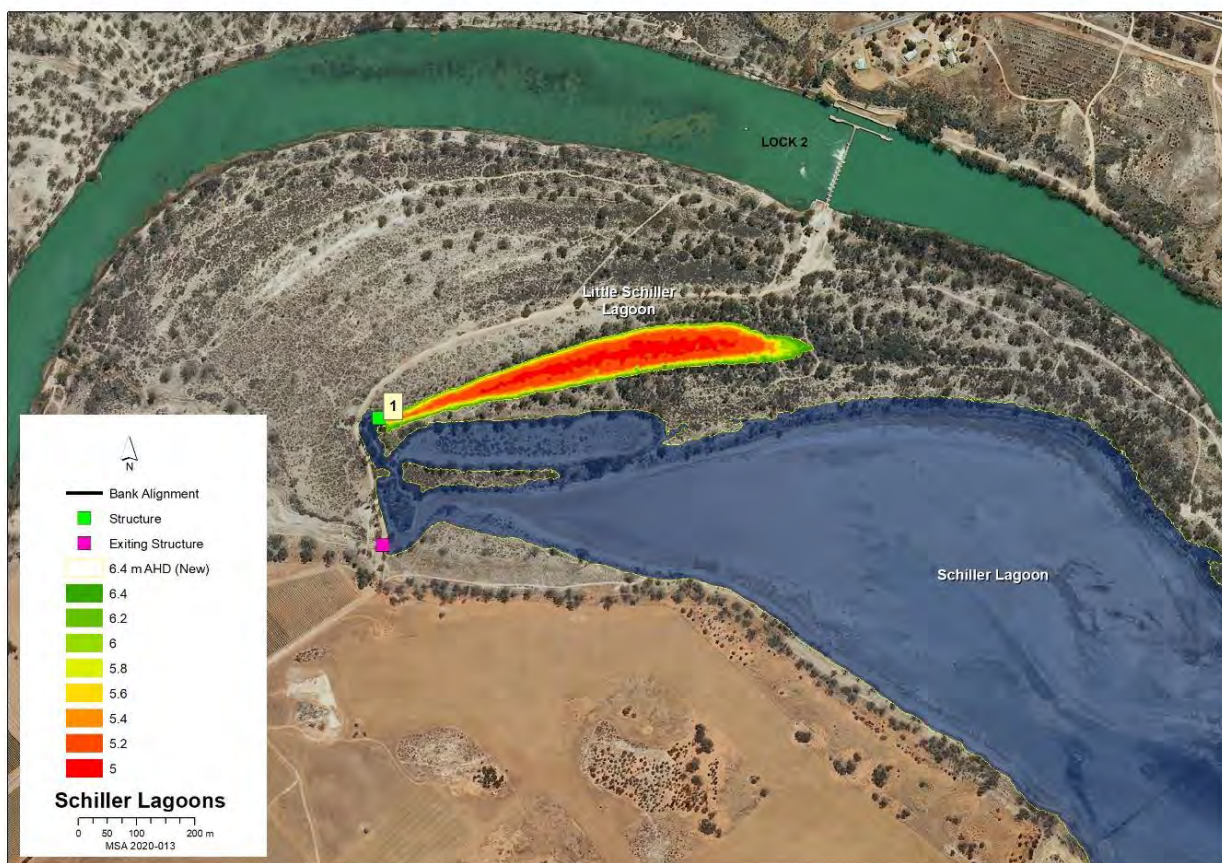 LOCK 2
Little Schiller
Lagoon
1
Schiller Lagoon
N
Bank Alignment
Structure
Exiting Structure
6.4 m AHD (New)
6.4
6.2
6
5.8
5.6
5.4
5.2
5
Schiller Lagoons
0 50 100 200 m
MSA 2020-013